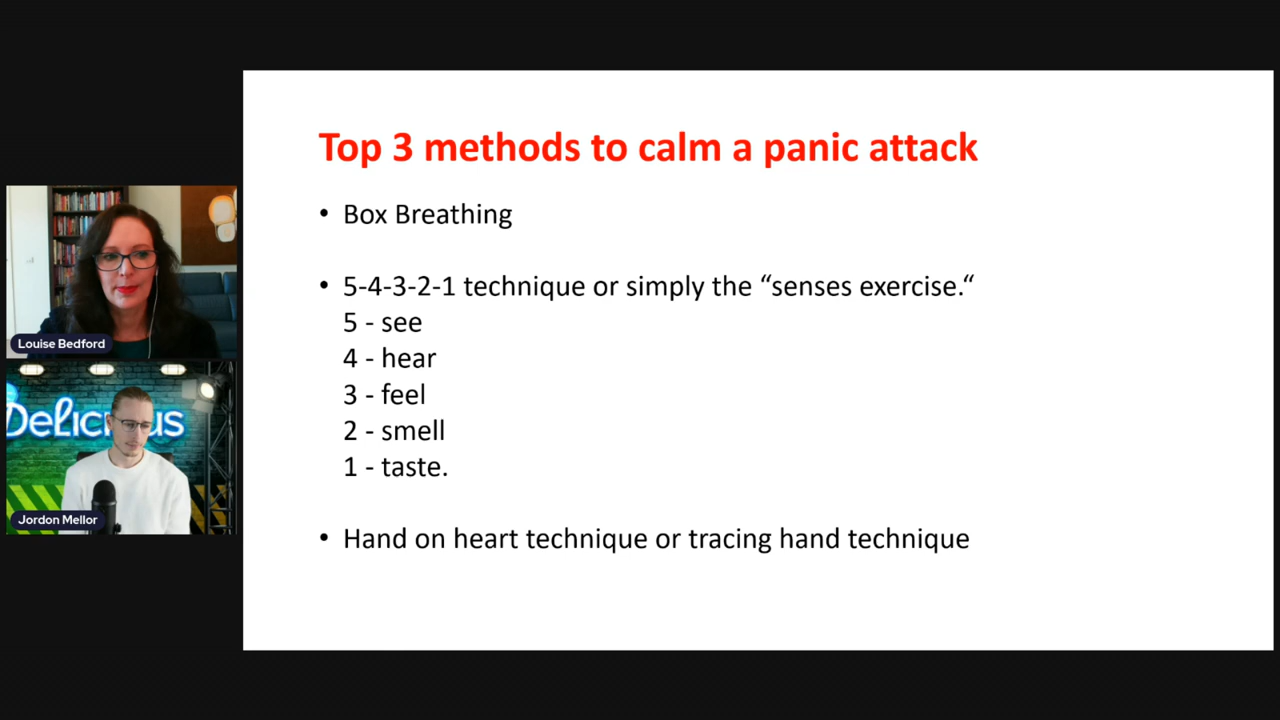 Top 3 methods to calm a panic attack
• Box Breathing
• 5-4-3-2-1 technique or simply the “senses exercise.“
5 - see
4 - hear
3 - feel
2 - smell
1 - taste.
• Hand on heart technique or tracing hand technique
Louise Bedford
Jordon Mellor